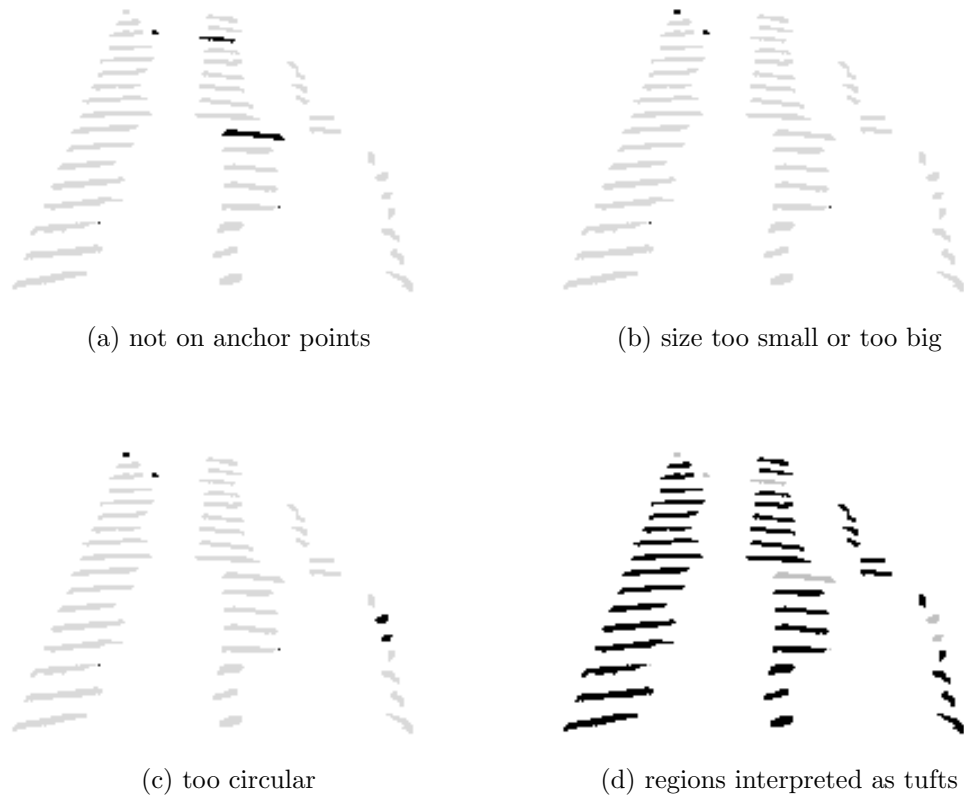 (a) not on anchor points
(b) size too small or too big
(c) too circular
(d) regions interpreted as tufts